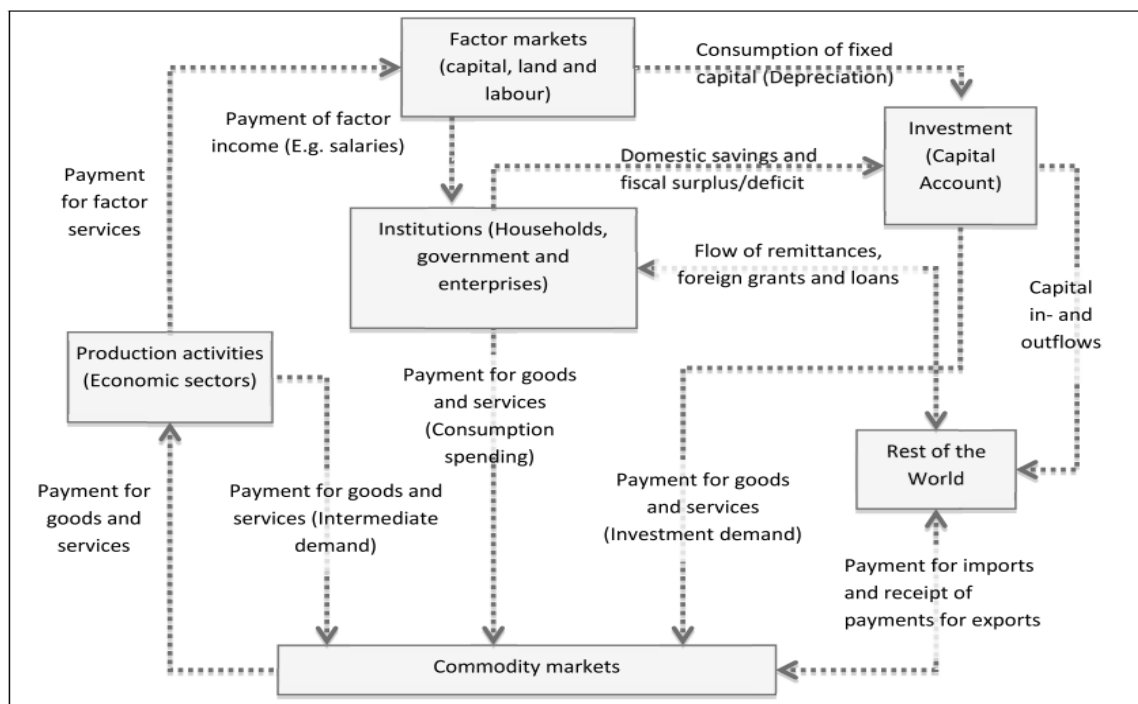 Factor markets
(capital, land and
labour)
Consumption of fixed
capital (Depreciation)
Payment of factor
income (E.g. salaries)
Investment
(Capital
Account)
Domestic savings and
fiscal surplus/deficit
Payment
for factor
services
Institutions (Households,
government and
enterprises)
Flow of remittances,
foreign grants and loans
Capital
in- and
outflows
Production activities
(Economic sectors)
Payment for goods
and services
(Consumption
spending)
Rest of the
World
Payment for
goods and
services
Payment for goods and
services (Intermediate
demand)
Payment for goods
and services
(Investment demand)
Payment for imports
and receipt of
payments for exports
Commodity markets